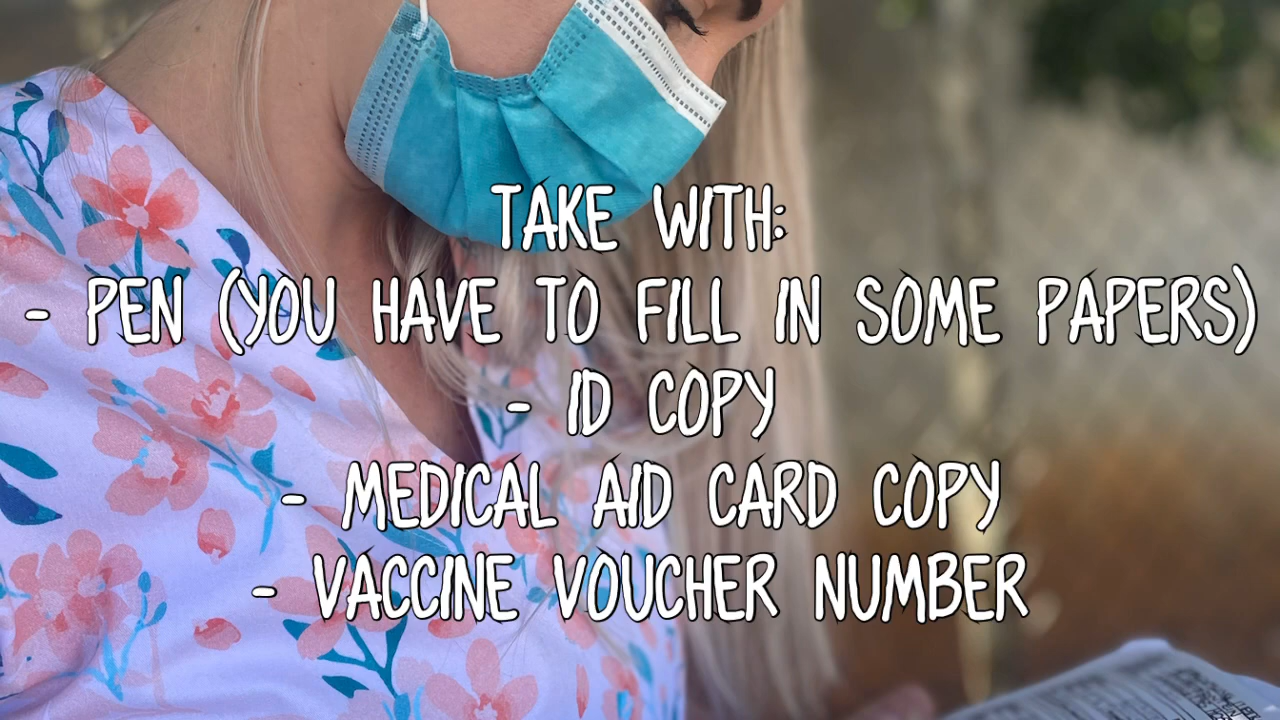 TAKE WITH:
- PEN (YOU HAVE TO FILL IN SOME PAPERS)
- ID COPY
- MEDICAL AID CARD COPY
- VACCINE VOUCHER NUMBER